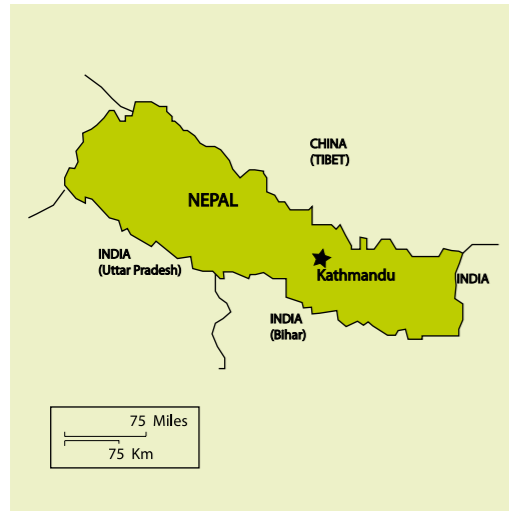 CHINA
(TIBET)
NEPAL
INDIA
(Uttar Pradesh)
Kathmandu
INDIA
INDIA
(Bihar)
75 Miles
75 Km